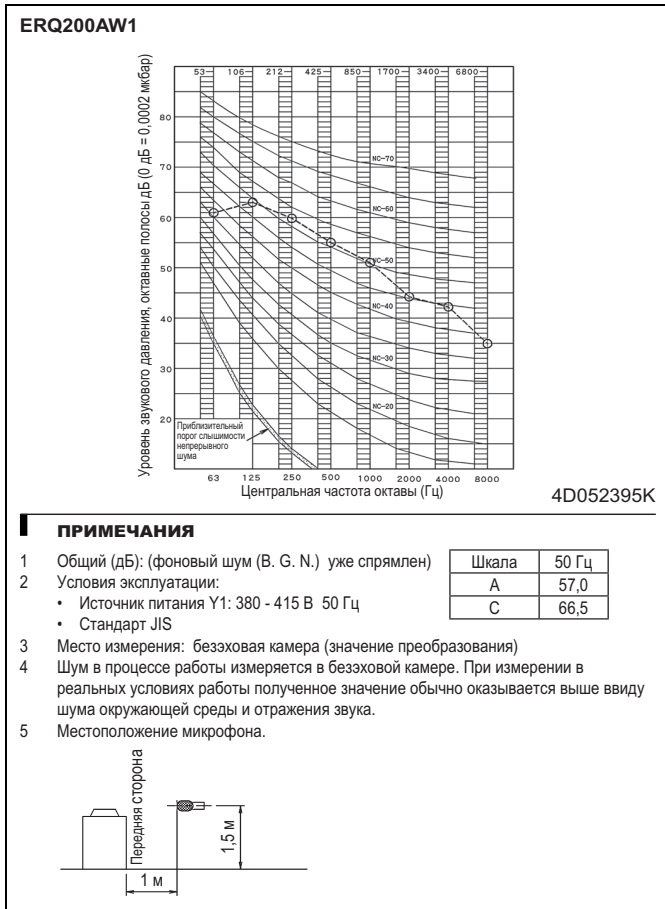 ERQ200AW1
Уровень звукового давления, октавные полосы дБ (0 дБ = 0,0002 мкбар)
53 106 212 425 850 1700 3400 6800
80
70
60
50
40
30
20
NC-70
NC-60
NC-50
NC-40
NC-30
NC-20
Приблизительный
порог слышимости
непрерывного
шума
63 125 250 500 1000 2000 4000 8000
Центральная частота октавы (Гц)
4D052395K
ПРИМЕЧАНИЯ
1 Общий (дБ): (фоновый шум (B. G. N.) уже спрямлен)
Шкала 50 Гц
A 57,0
C 66,5
2 Условия эксплуатации:
• Источник питания Y1: 380 - 415 В 50 Гц
• Стандарт JIS
3 Место измерения: безэховая камера (значение преобразования)
4 Шум в процессе работы измеряется в безэховой камере. При измерении в
реальных условиях работы полученное значение обычно оказывается выше ввиду
шума окружающей среды и отражения звука.
5 Местоположение микрофона.
Передняя сторона
1,5 м
1 м